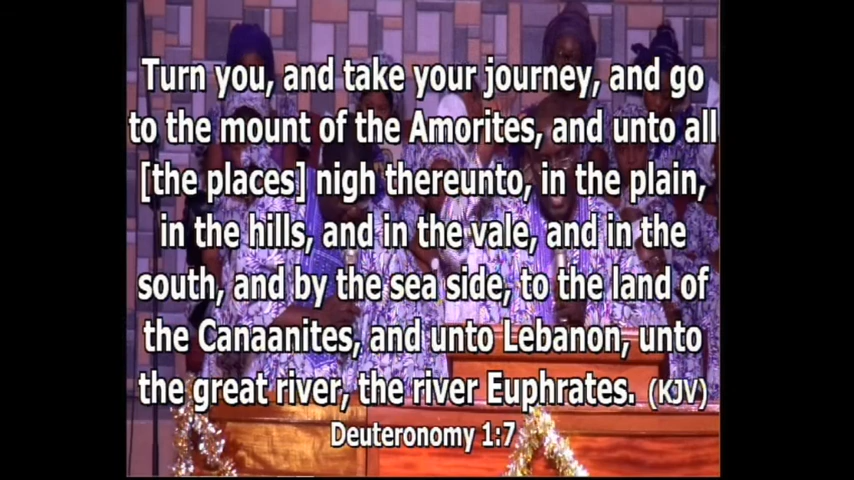 Turn you, and take your journey, and go
to the mount of the Amorites, and unto all
[the places] nigh thereunto, in the plain,
in the hills, and in the vale, and in the
south, and by the sea side, to the land of
the Canaanites, and unto Lebanon, unto
the great river, the river Euphrates. (KJV)
Deuteronomy 1:7